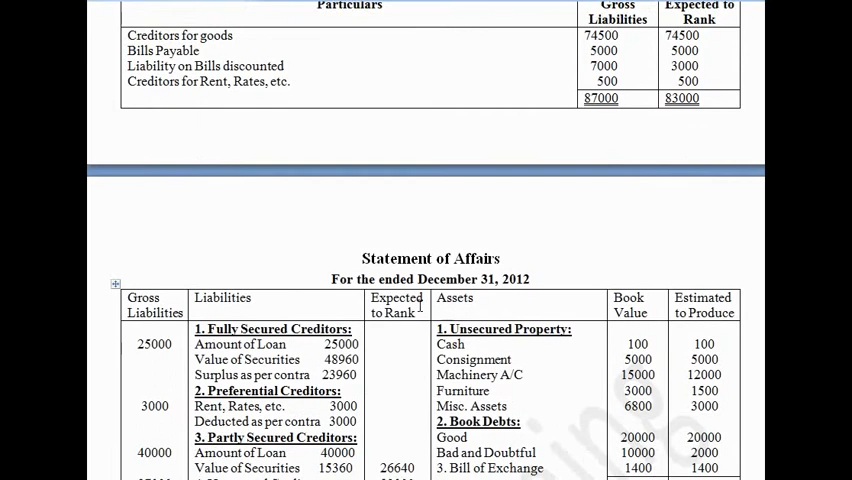 Particulars Gross Expected to
Liabilities Rank
Creditors for goods 74500 74500
Bills Payable 5000 5000
Liability on Bills discounted 7000 3000
Creditors for Rent, Rates, etc. 500 500
87000 83000
Statement of Affairs
For the ended December 31, 2012
Gross Liabilities Expected Assets Book Estimated
Liabilities to Rank Value to Produce
1. Fully Secured Creditors: 1. Unsecured Property:
25000 Amount of Loan 25000 Cash 100 100
Value of Securities 48960 Consignment 5000 5000
Surplus as per contra 23960 Machinery A/C 15000 12000
2. Preferential Creditors: Furniture 3000 1500
3000 Rent, Rates, etc. 3000 Misc. Assets 6800 3000
Deducted as per contra 3000 2. Book Debts:
3. Partly Secured Creditors: Good 20000 20000
40000 Amount of Loan 40000 Bad and Doubtful 10000 2000
Value of Securities 15360 26640 3. Bill of Exchange 1400 1400